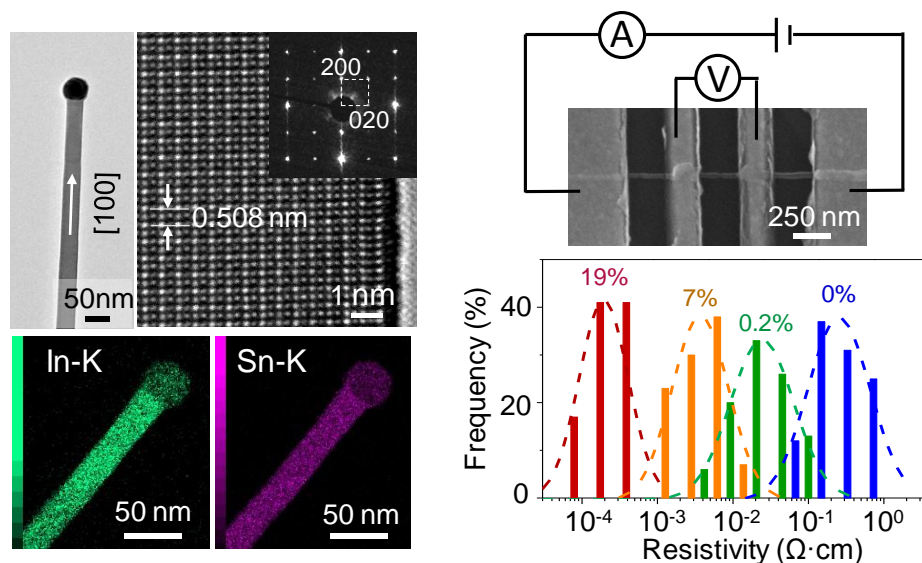 [100]
50nm
200
020
0.508 nm
1 nm
In-K
50 nm
Sn-K
50 nm
A
V
250 nm
Frequency (%)
40
20
0
19%
7%
0.2%
0%
10⁻⁴
10⁻³
10⁻²
10⁻¹
10⁰
Resistivity (Ω·cm)